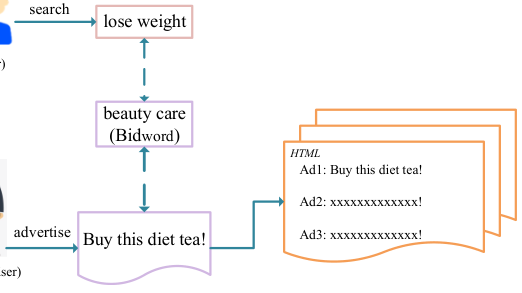 search
lose weight
)
beauty care
(Bidword)
HTML
Ad1: Buy this diet tea!
Ad2: xxxxxxxxxxxxx!
Ad3: xxxxxxxxxxxxx!
advertise
Buy this diet tea!
ser)